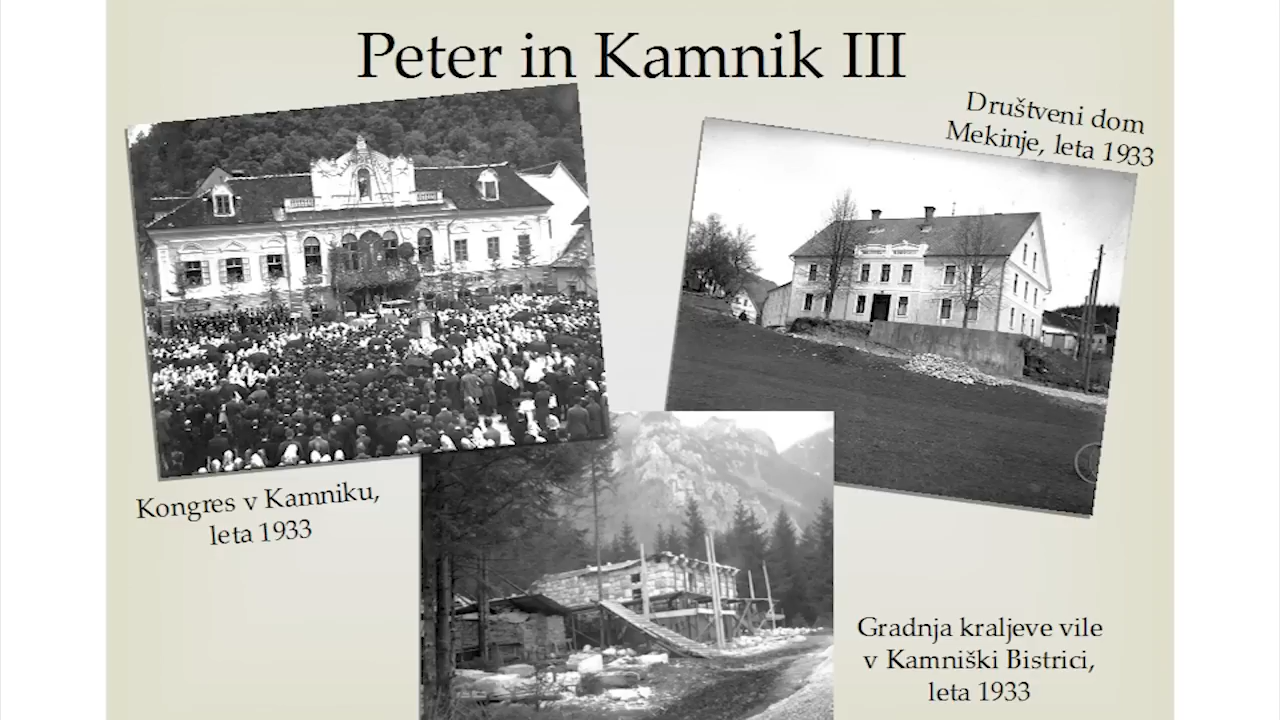 Peter in Kamnik III
Društveni dom
Mekinje, leta 1933
Kongres v Kamniku,
leta 1933
Gradnja kraljeve vile
v Kamniški Bistrici,
leta 1933